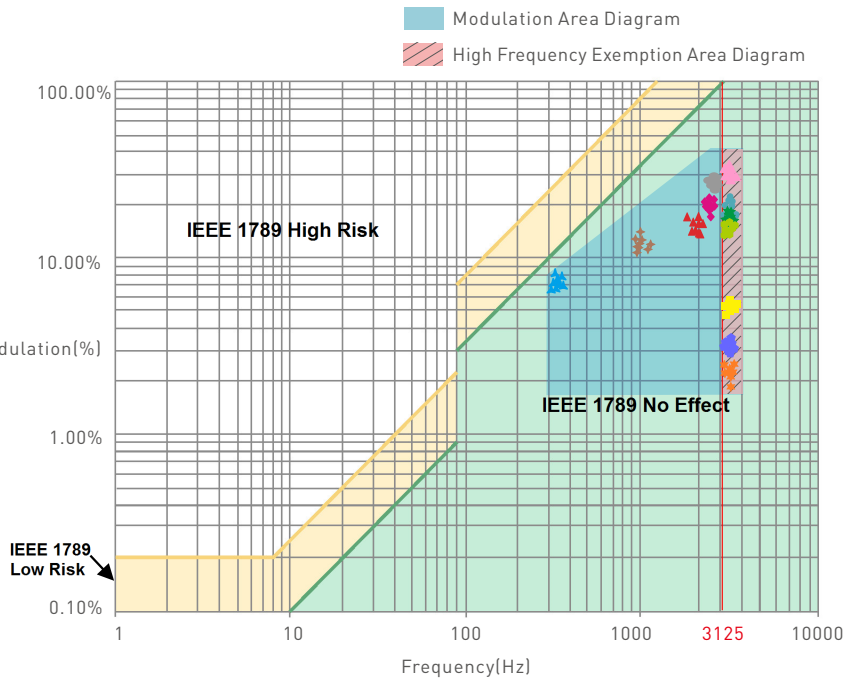 Modulation Area Diagram
High Frequency Exemption Area Diagram
100.00%
IEEE 1789 High Risk
10.00%
dulation(%)
IEEE 1789 No Effect
1.00%
IEEE 1789
Low Risk
0.10%
1 10 100 1000 3125 10000
Frequency(Hz)